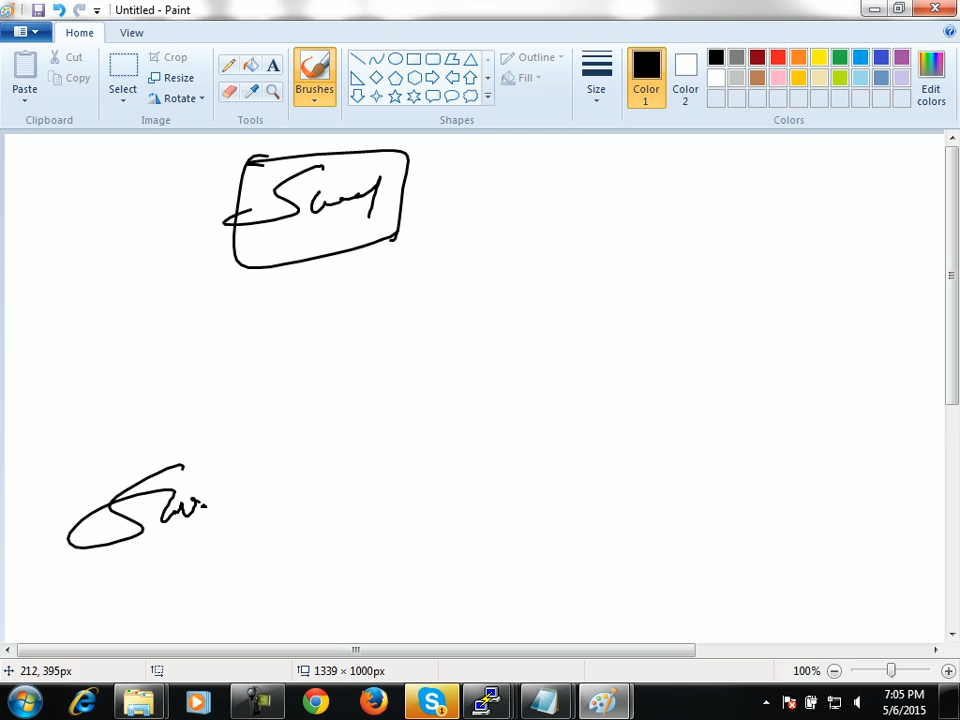 Untitled - Paint
Home
View
Paste
Cut
Copy
Clipboard
Select
Crop
Resize
Rotate
Image
A
Tools
Brushes
Shapes
Outline
Fill
Size
Color 1
Color 2
Edit colors
Colors
212, 395px
1339 × 1000px
100%
7:05 PM
5/6/2015